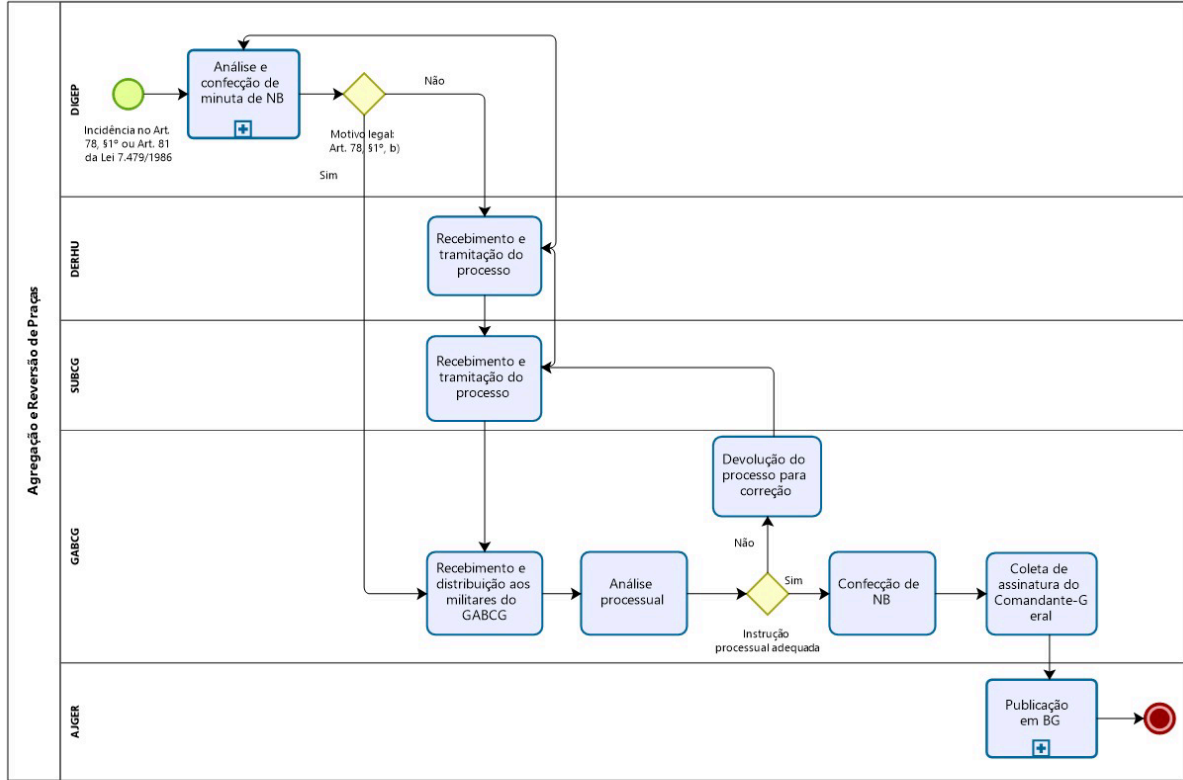 Agregação e Reversão de Praças
DIGEP
Incidência no Art
78, §1º ou Art. 81
da Lei 7.479/1986
Análise e
confecção de
minuta de NB
Motivo legal:
Art. 78, §1º, b)
Não
Sim
DERHU
Recebimento e
tramitação do
processo
SUBCG
Recebimento e
tramitação do
processo
GABCG
Devolução do
processo para
correção
Recebimento e
distribuição aos
militares do
GABCG
Análise
processual
Não
Sim
Instrução
processual adequada
Confecção de
NB
Coleta de
assinatura do
Comandante-G
eral
AJGER
Publicação
em BG